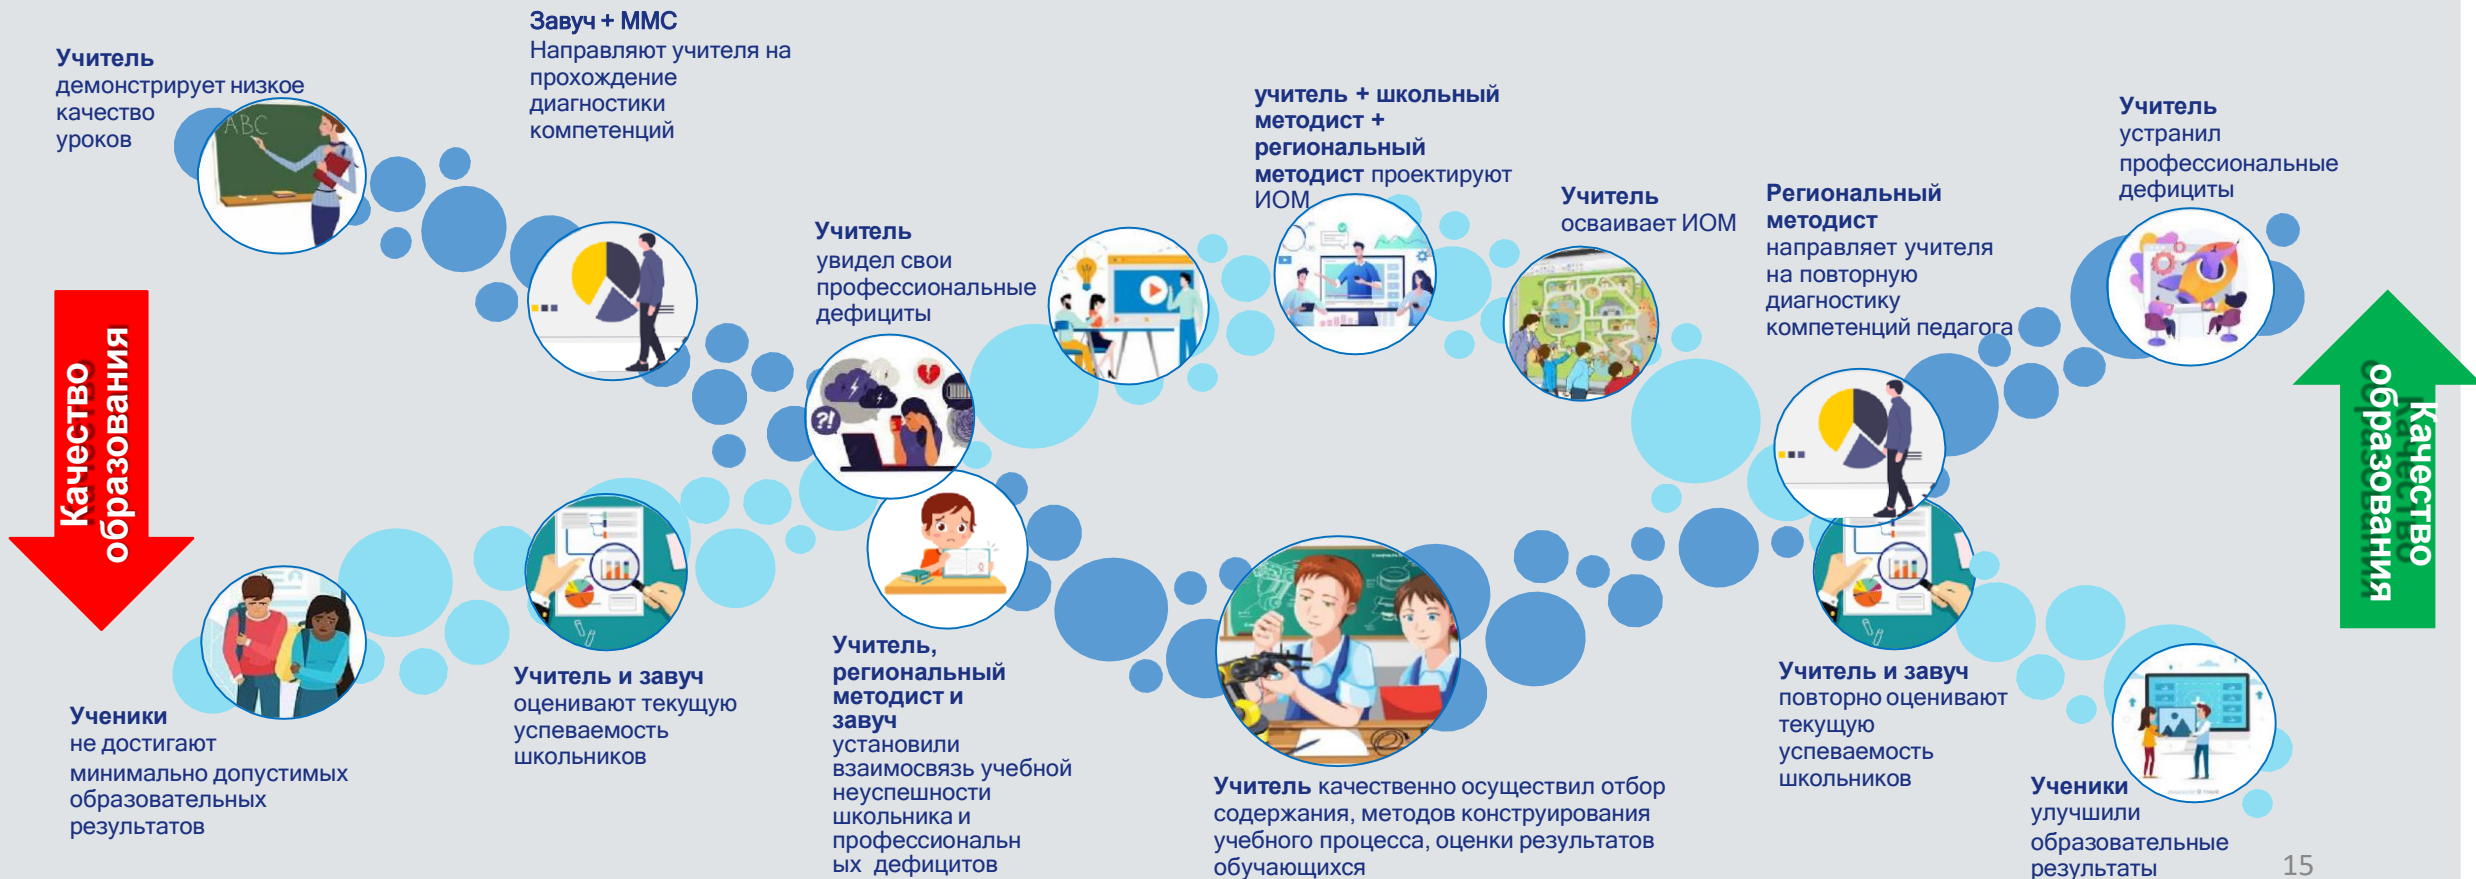 Учитель
демонстрирует низкое
качество
уроков
Завуч + ММС
Направляют учителя на
прохождение
диагностики
компетенций
Учитель
увидел свои
профессиональные
дефициты
учитель + школьный
методист +
региональный
методист проектируют
ИОМ
Учитель
осваивает ИОМ
Региональный
методист
направляет учителя
на повторную
диагностику
компетенций педагога
Учитель
устранил
профессиональные
дефициты
ABC
?!
Качество
образования
Качество
образования
Ученики
не достигают
минимально допустимых
образовательных
результатов
Учитель и завуч
оценивают текущую
успеваемость
школьников
Учитель,
региональный
методист и
завуч
установили
взаимосвязь учебной
неуспешности
школьника и
профессиональн
ых дефицитов
Учитель качественно осуществил отбор
содержания, методов конструирования
учебного процесса, оценки результатов
обучающихся
Учитель и завуч
повторно оценивают
текущую
успеваемость
школьников
Ученики
улучшили
образовательные
результаты
15